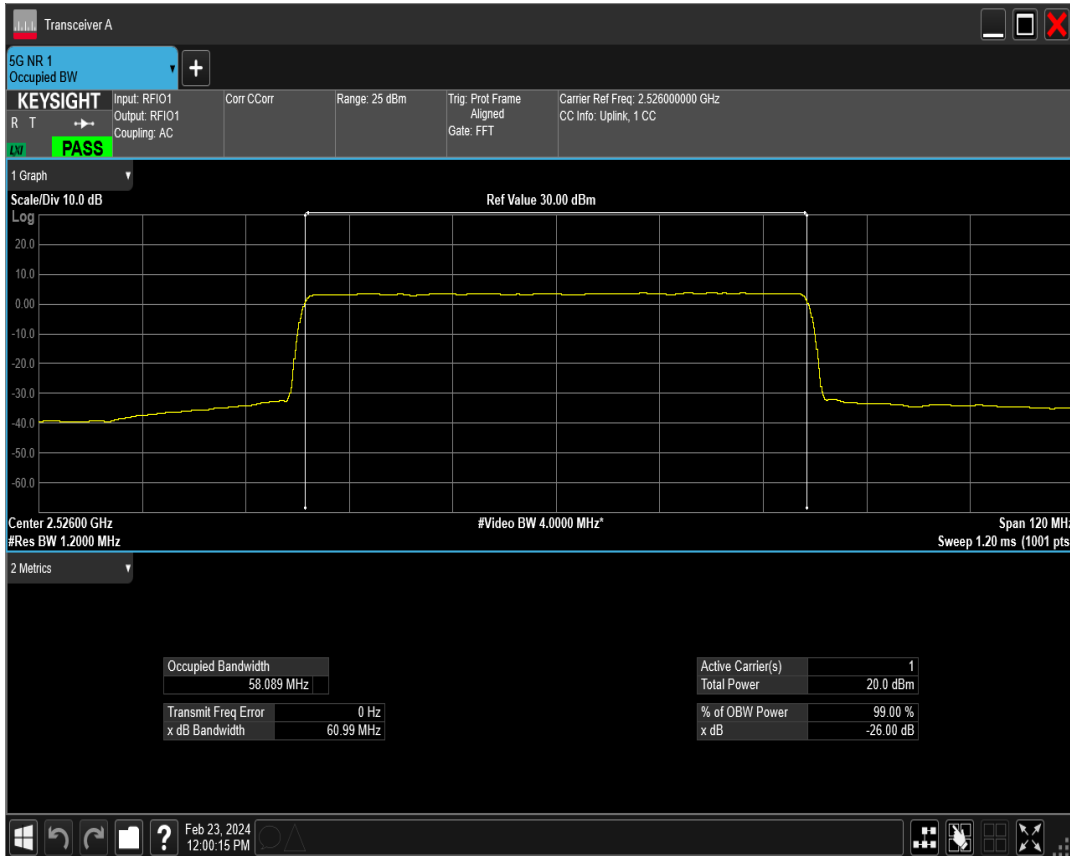 Transceiver A
5G NR 1
Occupied BW
KEYSIGHT
R T
LXI
PASS
Input: RFIO1
Output: RFIO1
Coupling: AC
Corr CCorr
Range: 25 dBm
Trig: Prot Frame
Aligned
Gate: FFT
Carrier Ref Freq: 2.526000000 GHz
CC Info: Uplink, 1 CC
1 Graph
Scale/Div 10.0 dB
Ref Value 30.00 dBm
Log
20.0
10.0
0.00
-10.0
-20.0
-30.0
-40.0
-50.0
-60.0
Center 2.52600 GHz
#Video BW 4.0000 MHz*
Span 120 MHz
#Res BW 1.2000 MHz
Sweep 1.20 ms (1001 pts
2 Metrics
Occupied Bandwidth
58.089 MHz
Transmit Freq Error 0 Hz
x dB Bandwidth 60.99 MHz
Active Carrier(s) 1
Total Power 20.0 dBm
% of OBW Power 99.00 %
x dB -26.00 dB
?
Feb 23, 2024
12:00:15 PM